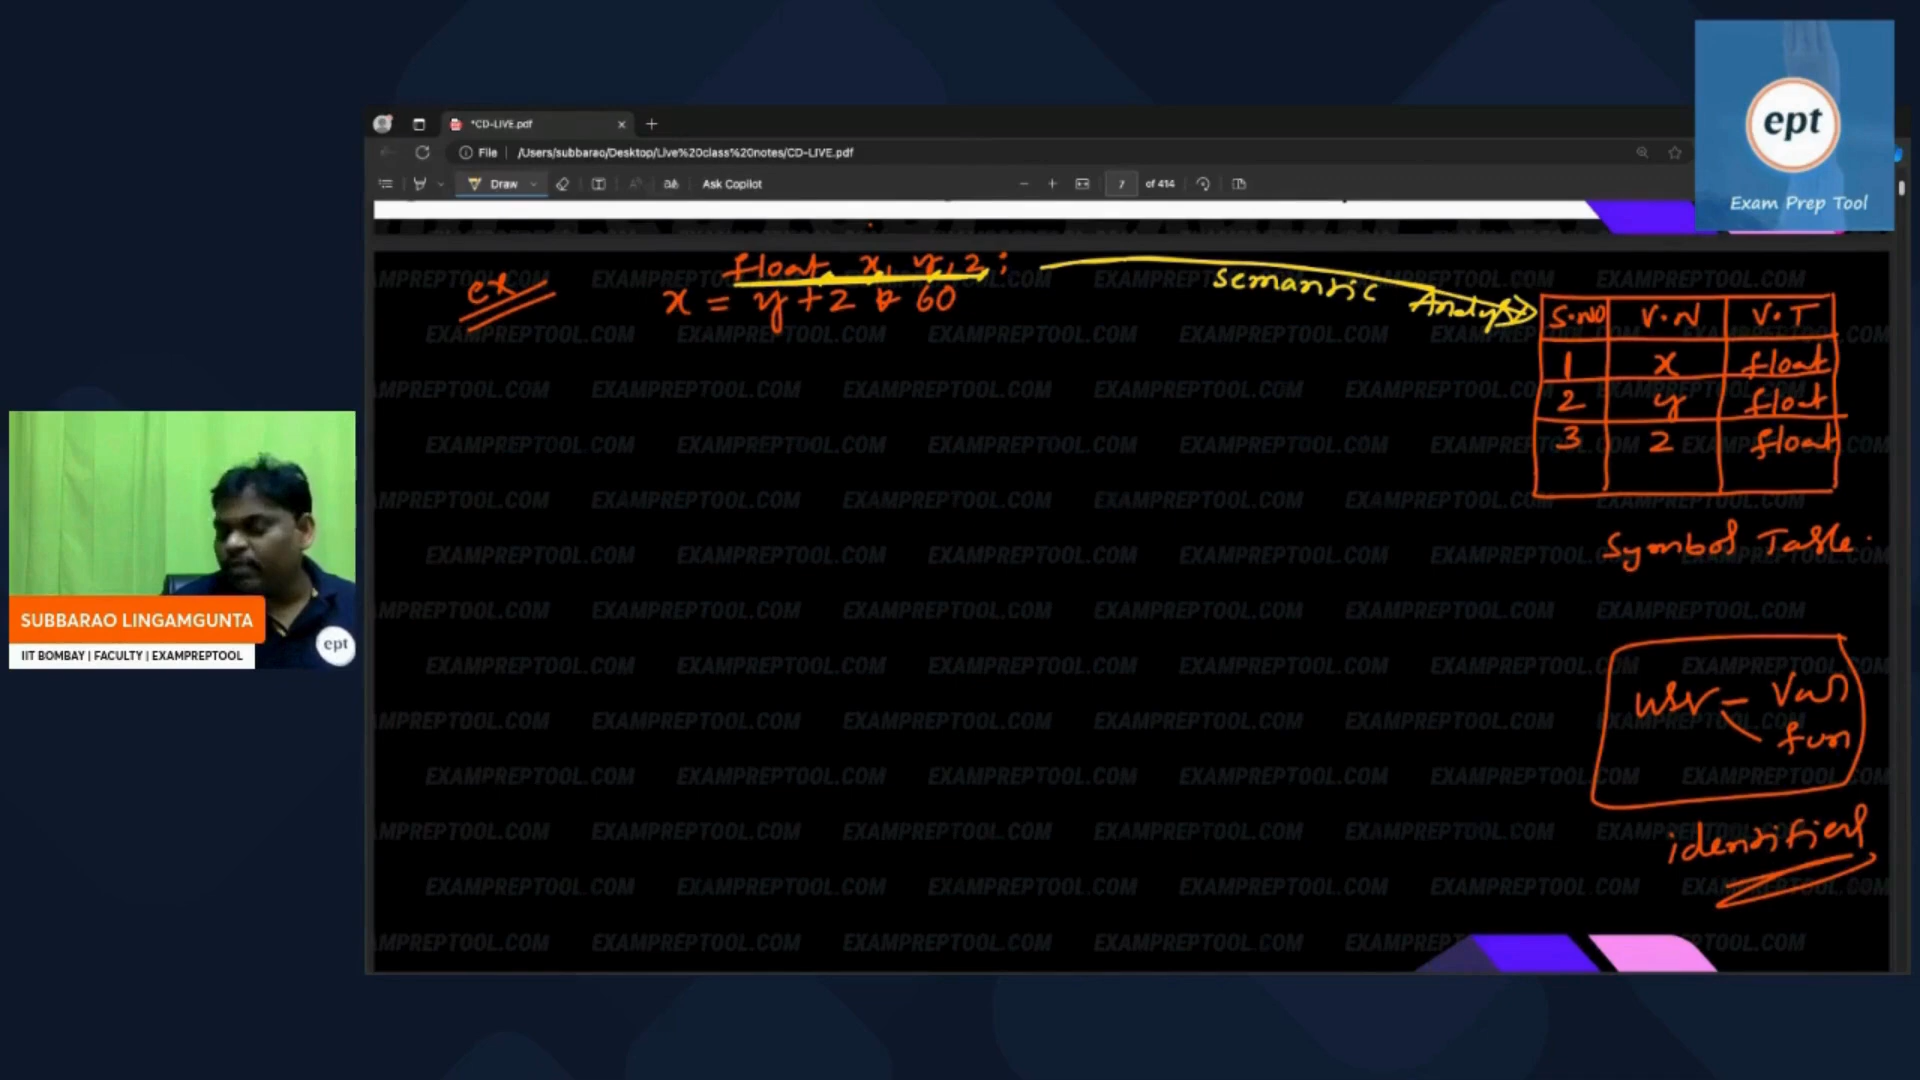 ept
Exam Prep Tool
*CD-LIVE.pdf
File | /Users/subbarao/Desktop/Live%20class%20notes/CD-LIVE.pdf
Draw
Ask Copilot
7 of 414
ex
float x, y, z;
x = y + z * 60
semantic Analysis
S.NO V.N V.T
1 x float
2 y float
3 z float
Symbol Table.
usr - Var
fun
identifier
SUBBARAO LINGAMGUNTA
IIT BOMBAY | FACULTY | EXAMPREPTOOL
ept
EXAMPREPTOOL.COM